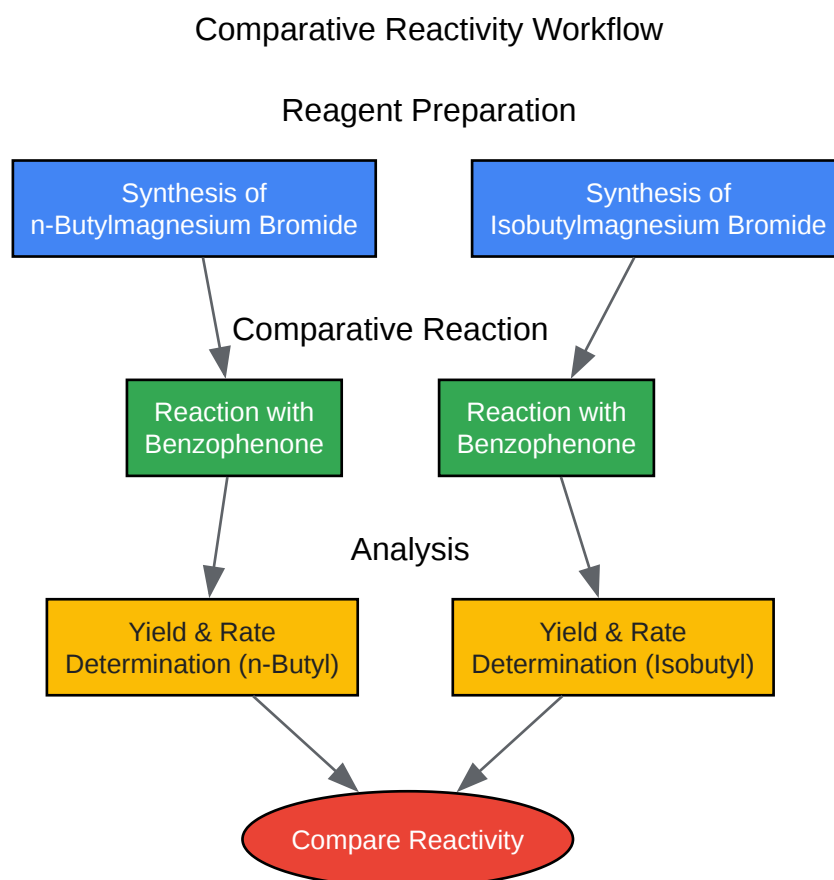 Comparative Reactivity Workflow
Reagent Preparation
Synthesis of
n-Butylmagnesium Bromide
Synthesis of
Isobutylmagnesium Bromide
Comparative Reaction
Reaction with
Benzophenone
Reaction with
Benzophenone
Analysis
Yield & Rate
Determination (n-Butyl)
Yield & Rate
Determination (Isobutyl)
Compare Reactivity